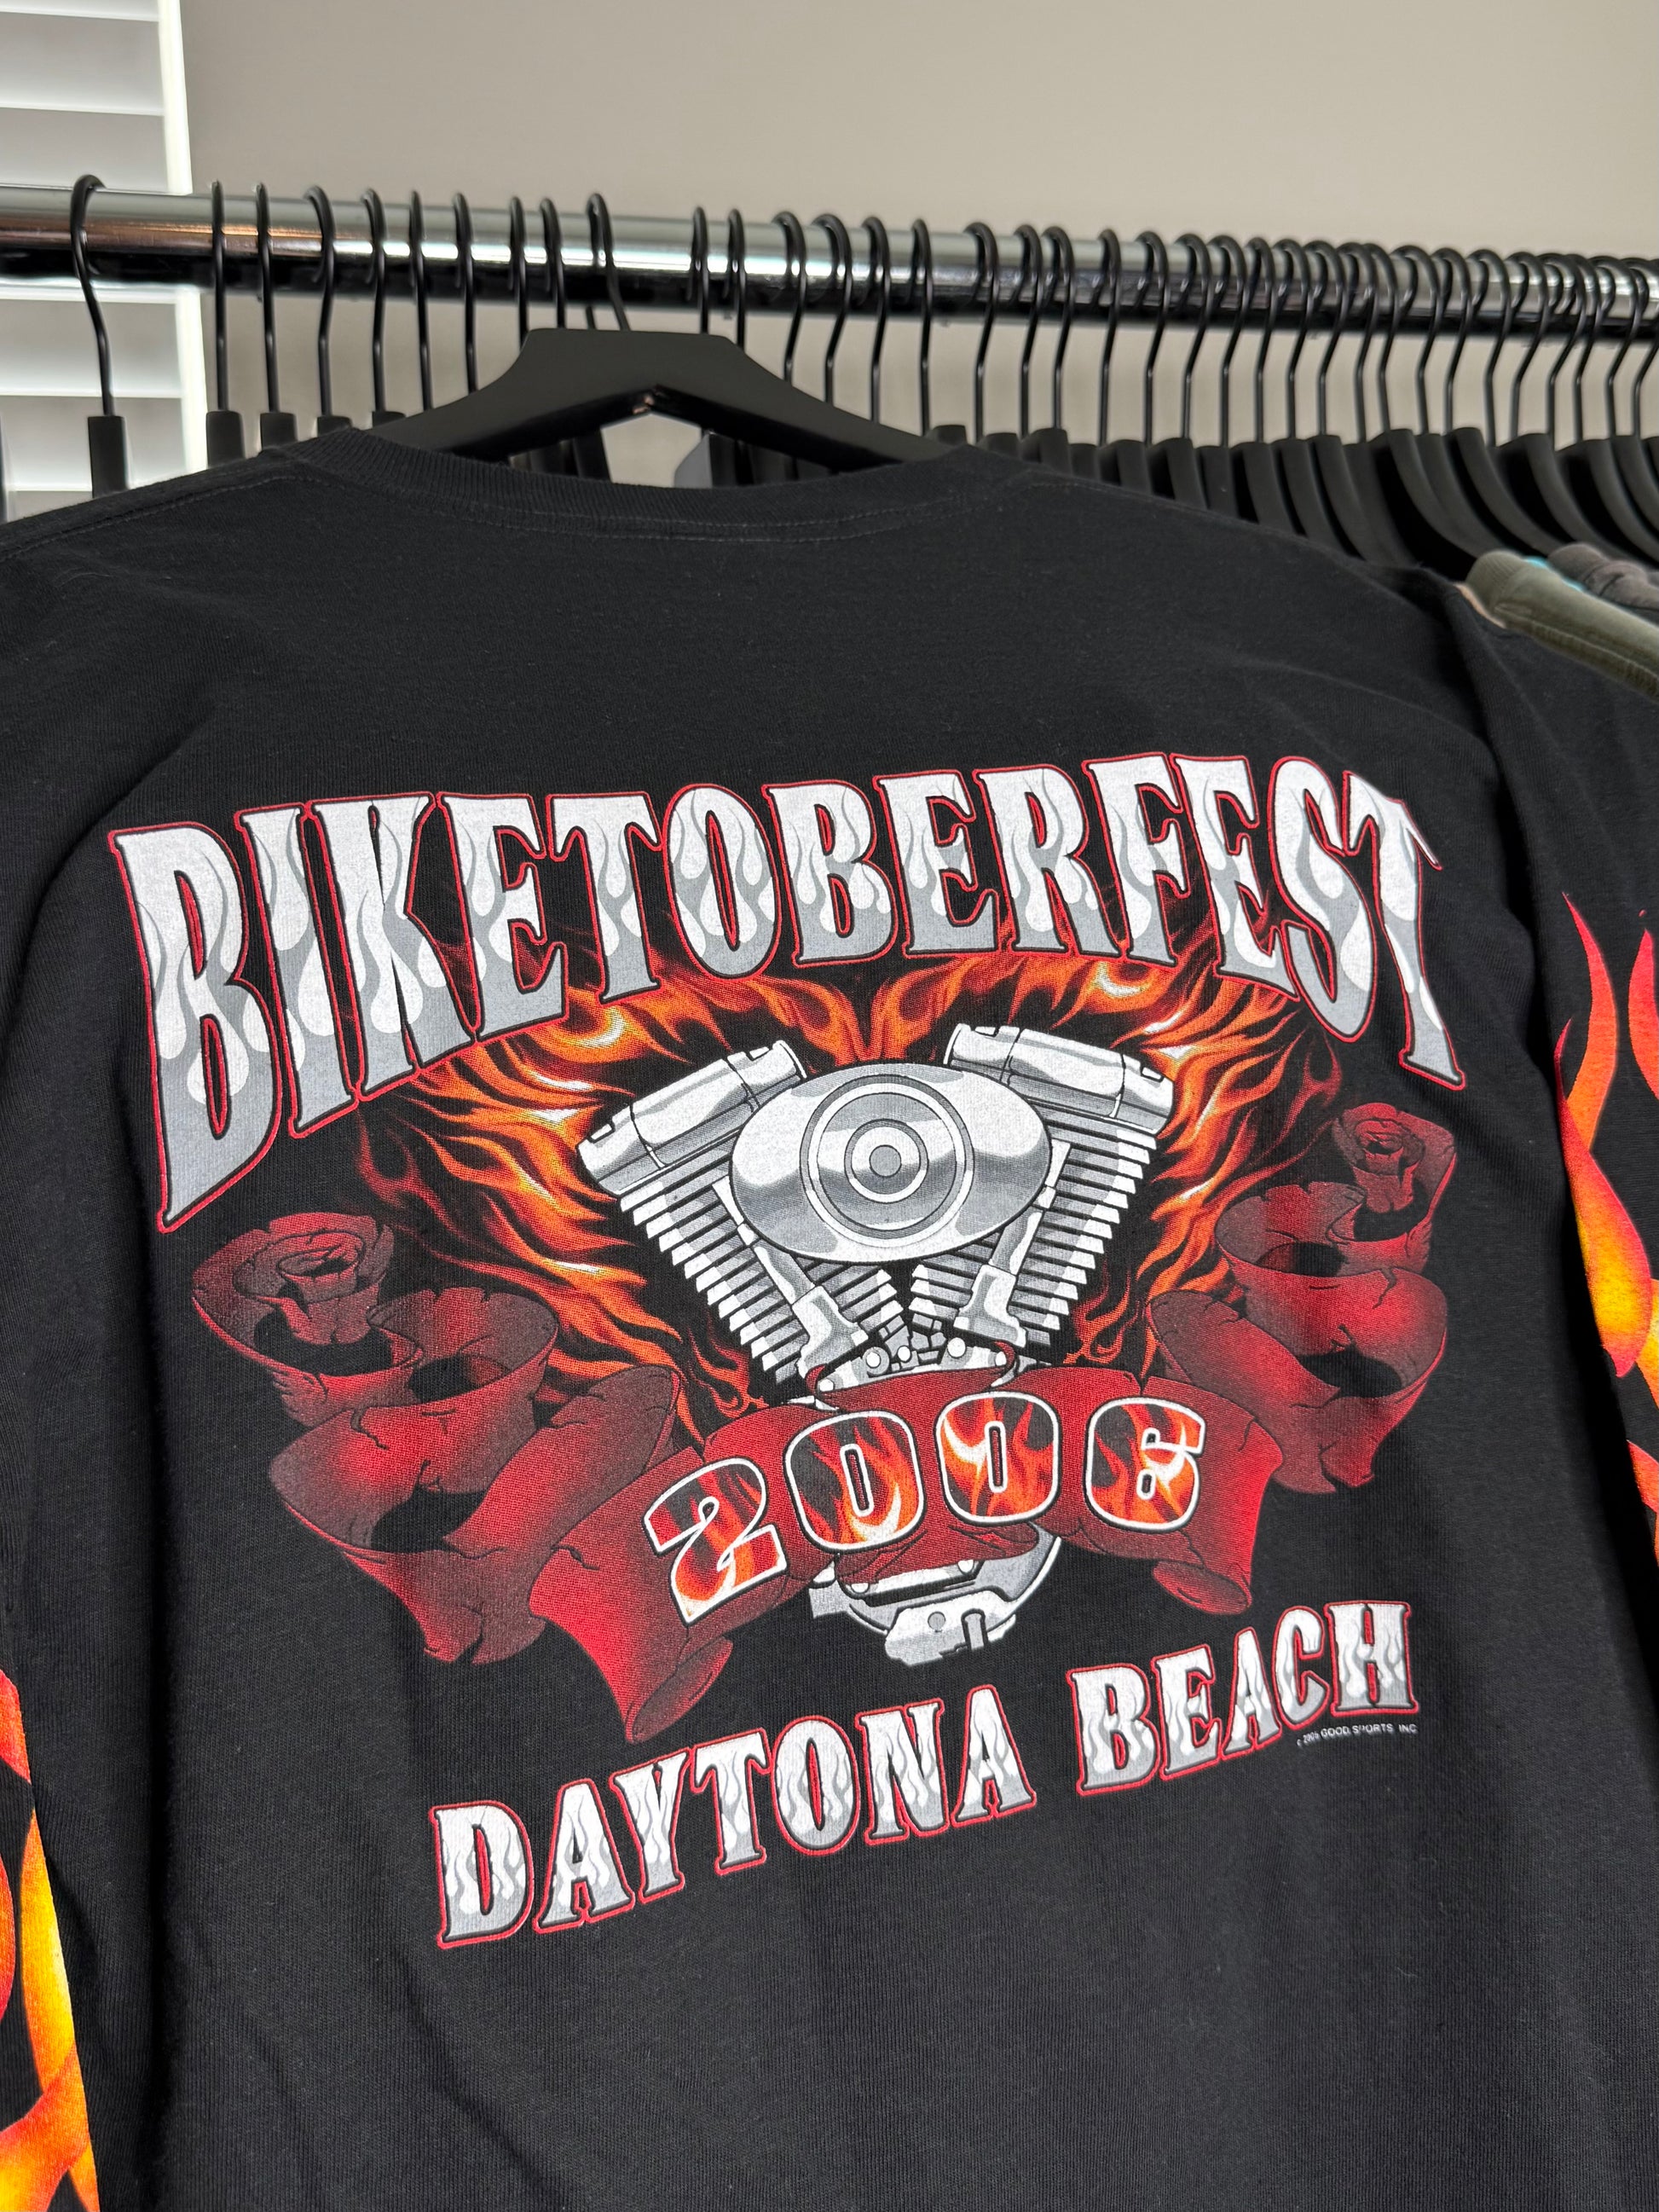 BIKETOBERFEST
2006
DAYTONA BEACH
© 2006 GOOD SPORTS INC